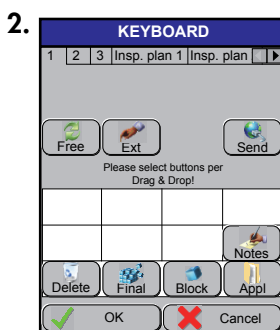 2.
KEYBOARD
1 2 3 Insp. plan 1 Insp. plan
Free Ext Send
Please select buttons per
Drag & Drop!
Notes
Delete Final Block Appl
OK Cancel